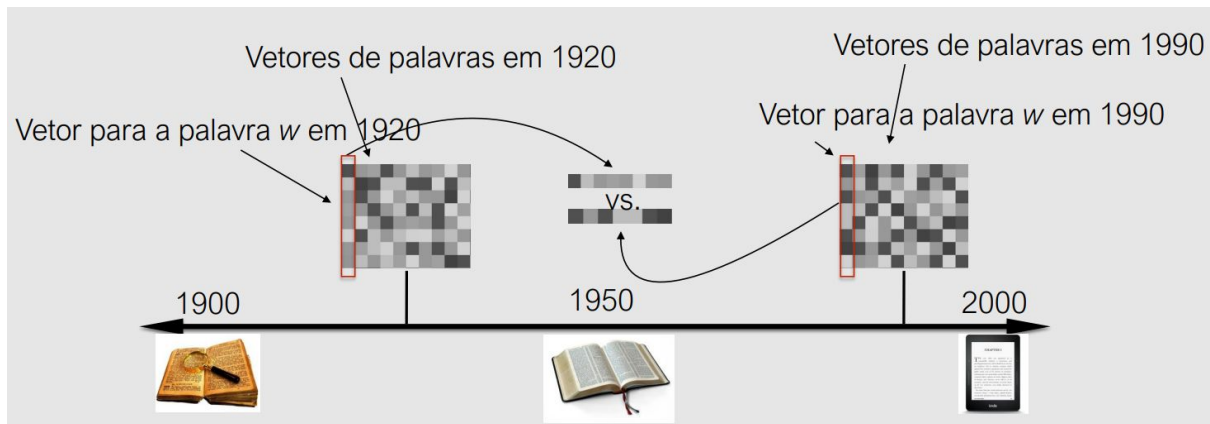 Vetores de palavras em 1920
Vetores de palavras em 1990
Vetor para a palavra w em 1920
Vetor para a palavra w em 1990
vs.
1900
1950
2000